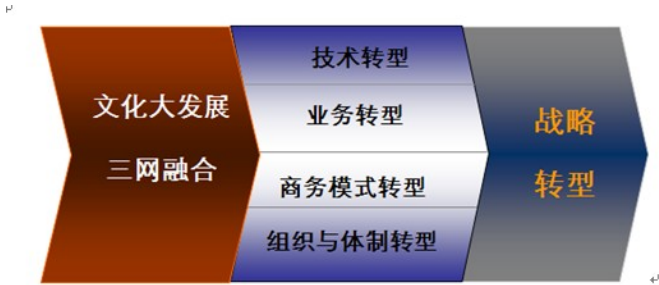 文化大发展
三网融合
技术转型
业务转型
商务模式转型
组织与体制转型
战略
转型